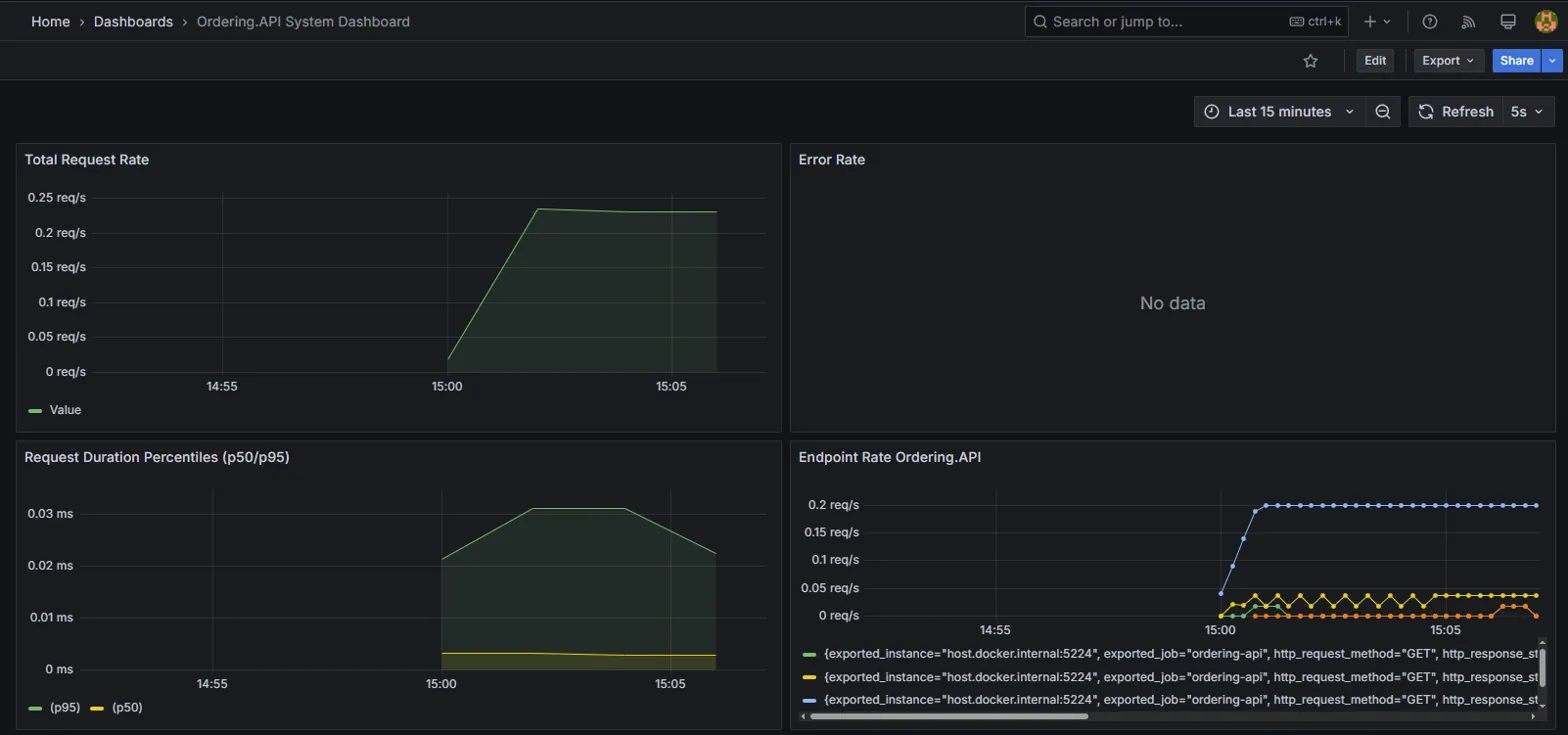 Home › Dashboards › Ordering.API System Dashboard
Search or jump to... ctrl+k
Edit Export Share
Last 15 minutes Refresh 5s
Total Request Rate
0.25 req/s
0.2 req/s
0.15 req/s
0.1 req/s
0.05 req/s
0 req/s
14:55 15:00 15:05
Value
Error Rate
No data
Request Duration Percentiles (p50/p95)
0.03 ms
0.02 ms
0.01 ms
0 ms
14:55 15:00 15:05
(p95) (p50)
Endpoint Rate Ordering.API
0.2 req/s
0.15 req/s
0.1 req/s
0.05 req/s
0 req/s
14:55 15:00 15:05
{exported_instance="host.docker.internal:5224", exported_job="ordering-api", http_request_method="GET", http_response_st
{exported_instance="host.docker.internal:5224", exported_job="ordering-api", http_request_method="GET", http_response_st
{exported_instance="host.docker.internal:5224", exported_job="ordering-api", http_request_method="GET", http_response_st